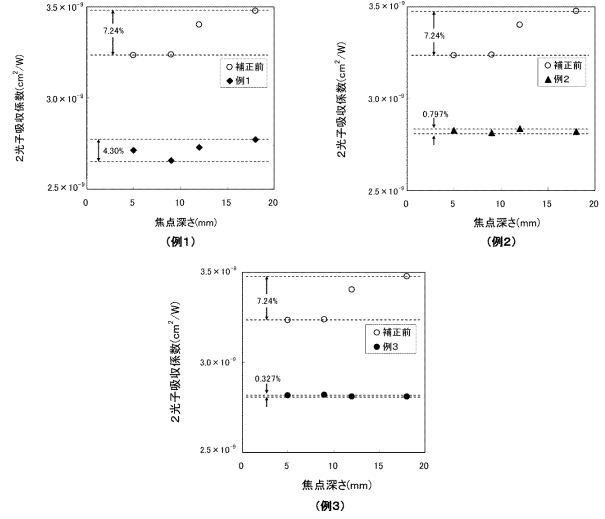 3.5×10⁻⁹
7.24%
○ 補正前
◆ 例1
3.0×10⁻⁹
4.30%
2.5×10⁻⁹
0 5 10 15 20
2光子吸収係数(cm²/W)
焦点深さ(mm)
(例1)
3.5×10⁻⁹
7.24%
○ 補正前
▲ 例2
3.0×10⁻⁹
0.797%
2.5×10⁻⁹
0 5 10 15 20
2光子吸収係数(cm²/W)
焦点深さ(mm)
(例2)
3.5×10⁻⁸
7.24%
○ 補正前
● 例3
3.0×10⁻⁹
0.327%
2.5×10⁻⁹
0 5 10 15 20
2光子吸収係数(cm²/W)
焦点深さ(mm)
(例3)